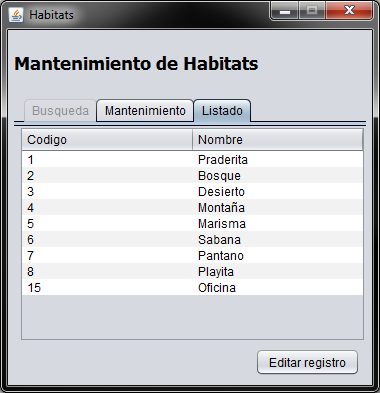 Habitats
Mantenimiento de Habitats
Busqueda Mantenimiento Listado
Codigo Nombre
1 Praderita
2 Bosque
3 Desierto
4 Montaña
5 Marisma
6 Sabana
7 Pantano
8 Playita
15 Oficina
Editar registro